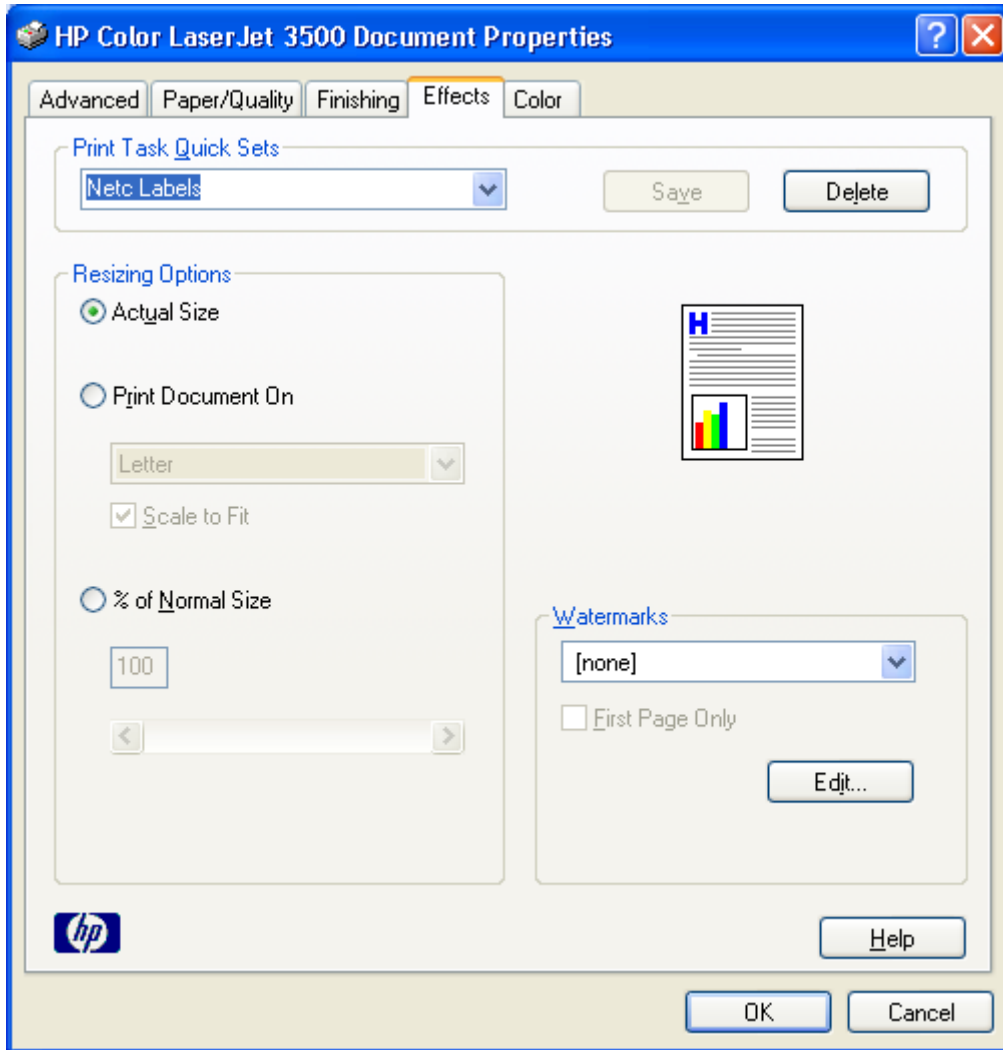 HP Color LaserJet 3500 Document Properties
Advanced Paper/Quality Finishing Effects Color
Print Task Quick Sets
Netc Labels Save Delete
Resizing Options
Actual Size
Print Document On
Letter
Scale to Fit
% of Normal Size
100
H
Watermarks
[none]
First Page Only
Edit...
hp
Help
OK Cancel